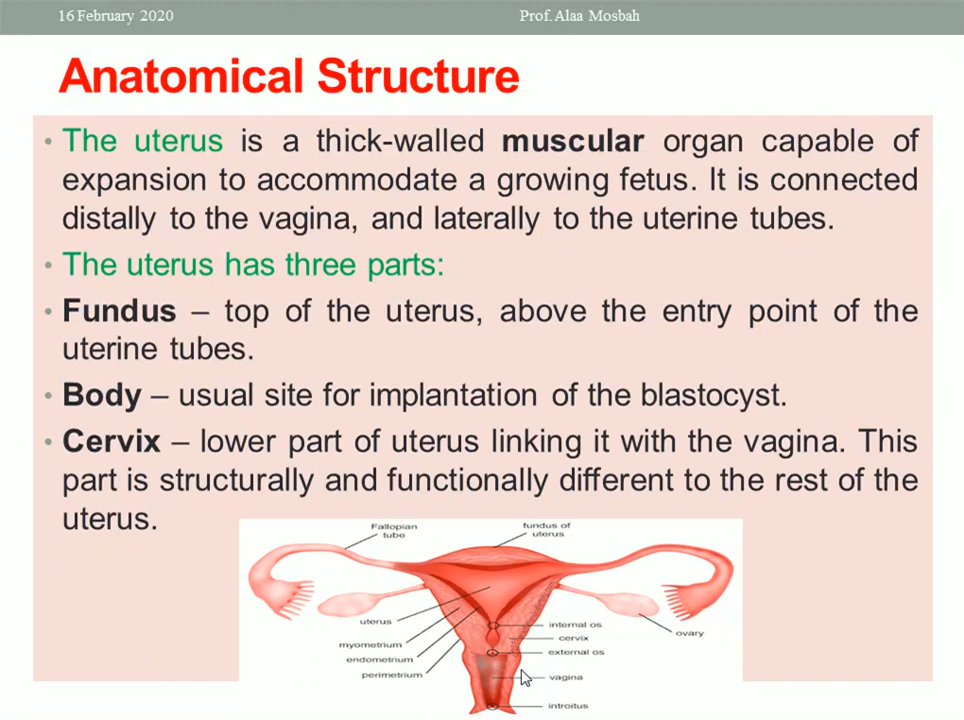 16 February 2020
Prof.Alaa Mosbah
Anatomical Structure
• The uterus is a thick-walled muscular organ capable of
expansion to accommodate a growing fetus. It is connected
distally to the vagina, and laterally to the uterine tubes.
• The uterus has three parts:
• Fundus – top of the uterus, above the entry point of the
uterine tubes.
• Body – usual site for implantation of the blastocyst.
• Cervix – lower part of uterus linking it with the vagina. This
part is structurally and functionally different to the rest of the
uterus.
Fallopian
tube
fundus of
uterus
uterus
myometrium
endometrium
perimetrium
internal os
cervix
external os
ovary
vagina
introitus